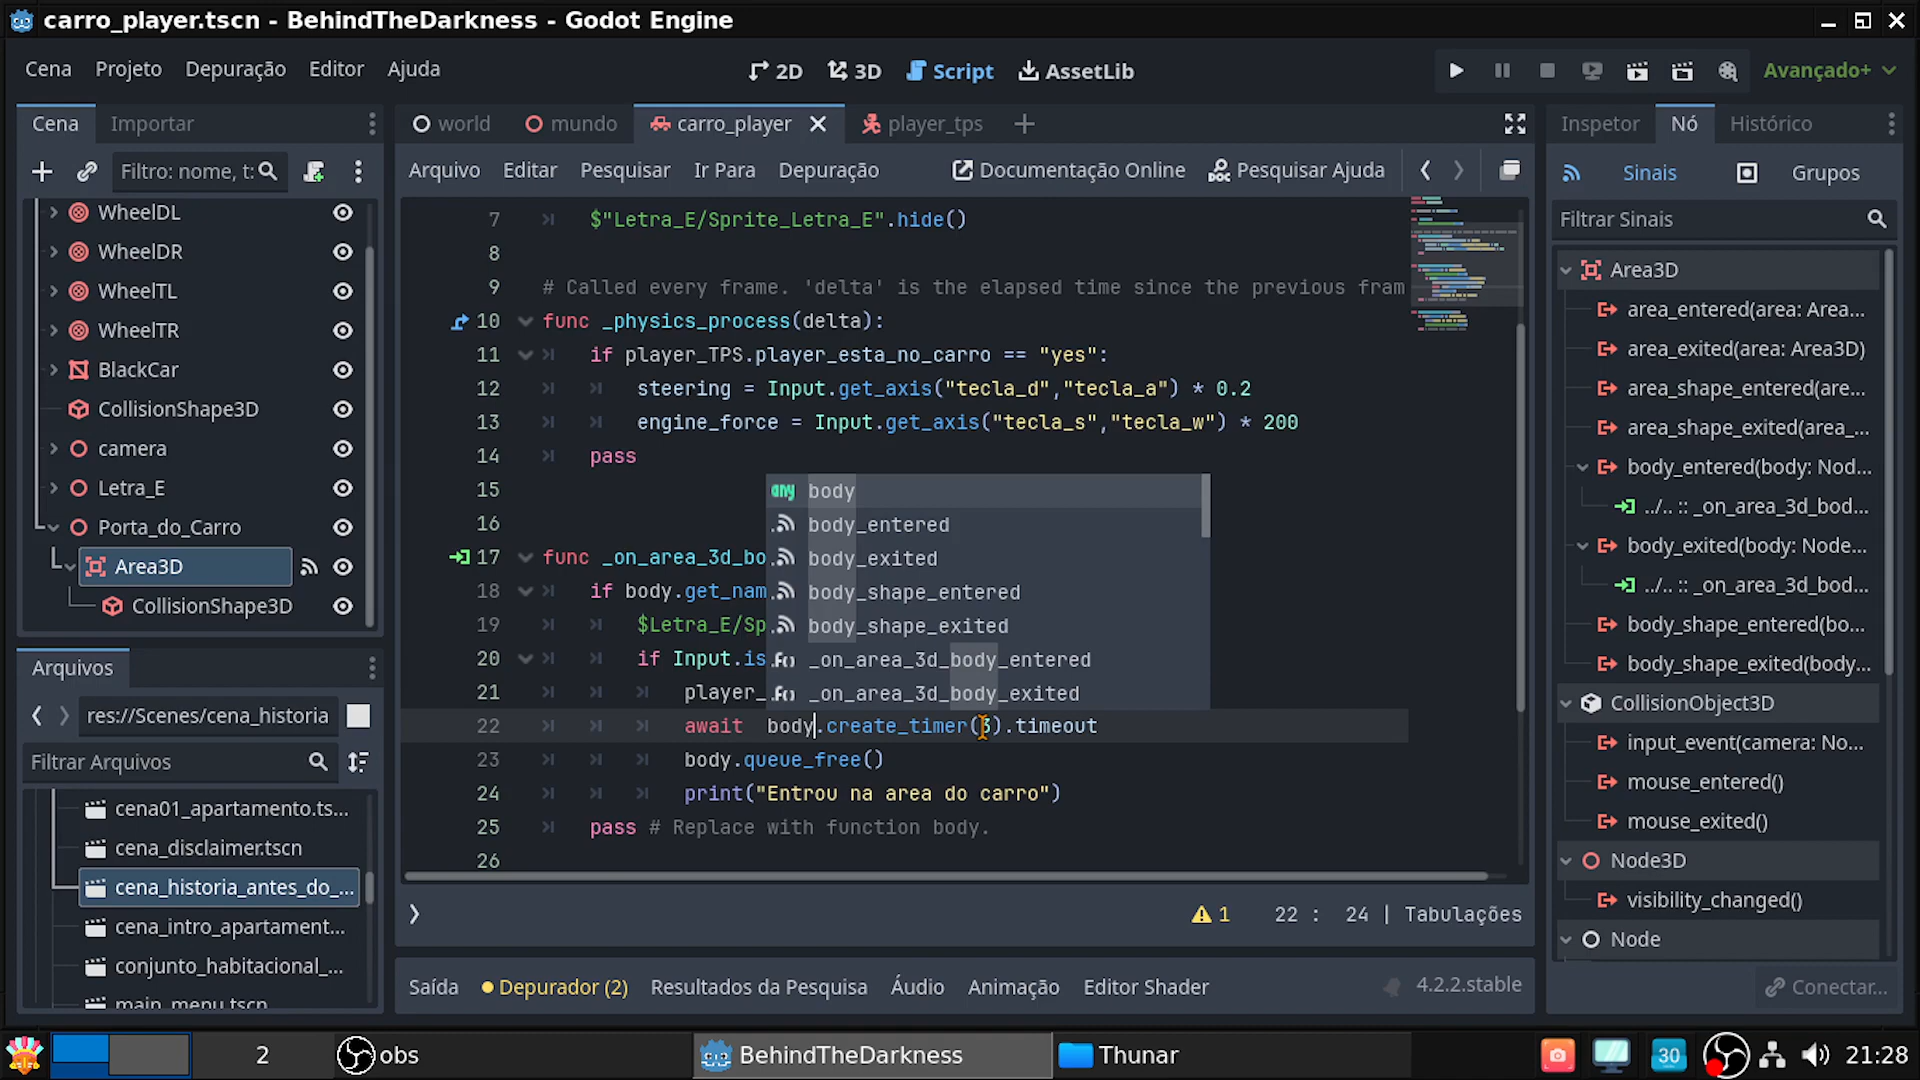 carro_player.tscn - BehindTheDarkness - Godot Engine
Cena Projeto Depuração Editor Ajuda
2D 3D Script AssetLib
Avançado+
Cena Importar
Filtro: nome, t:
WheelDL
WheelDR
WheelTL
WheelTR
BlackCar
CollisionShape3D
camera
Letra_E
Porta_do_Carro
Area3D
CollisionShape3D
Arquivos
res://Scenes/cena_historia
Filtrar Arquivos
cena01_apartamento.ts...
cena_disclaimer.tscn
cena_historia_antes_do_...
cena_intro_apartament...
conjunto_habitacional_...
main_menu.tscn
world mundo carro_player player_tps
Arquivo Editar Pesquisar Ir Para Depuração Documentação Online Pesquisar Ajuda
7 $"Letra_E/Sprite_Letra_E".hide()
8
9 # Called every frame. 'delta' is the elapsed time since the previous fram
10 func _physics_process(delta):
11 if player_TPS.player_esta_no_carro == "yes":
12 steering = Input.get_axis("tecla_d","tecla_a") * 0.2
13 engine_force = Input.get_axis("tecla_s","tecla_w") * 200
14 pass
15
16
17 func _on_area_3d_bo
18 if body.get_nam
19 $Letra_E/Sp
20 if Input.is
21 player_
22 await body.create_timer(3).timeout
23 body.queue_free()
24 print("Entrou na area do carro")
25 pass # Replace with function body.
26
any body
body_entered
body_exited
body_shape_entered
body_shape_exited
_on_area_3d_body_entered
_on_area_3d_body_exited
1 22 : 24 | Tabulações
Saída Depurador (2) Resultados da Pesquisa Áudio Animação Editor Shader 4.2.2.stable
Inspetor Nó Histórico
Sinais Grupos
Filtrar Sinais
Area3D
area_entered(area: Area...
area_exited(area: Area3D)
area_shape_entered(are...
area_shape_exited(area_...
body_entered(body: Nod...
../.. :: _on_area_3d_bod...
body_exited(body: Node...
../.. :: _on_area_3d_bod...
body_shape_entered(bo...
body_shape_exited(body...
CollisionObject3D
input_event(camera: No...
mouse_entered()
mouse_exited()
Node3D
visibility_changed()
Node
Conectar...
2 obs BehindTheDarkness Thunar 30 21:28